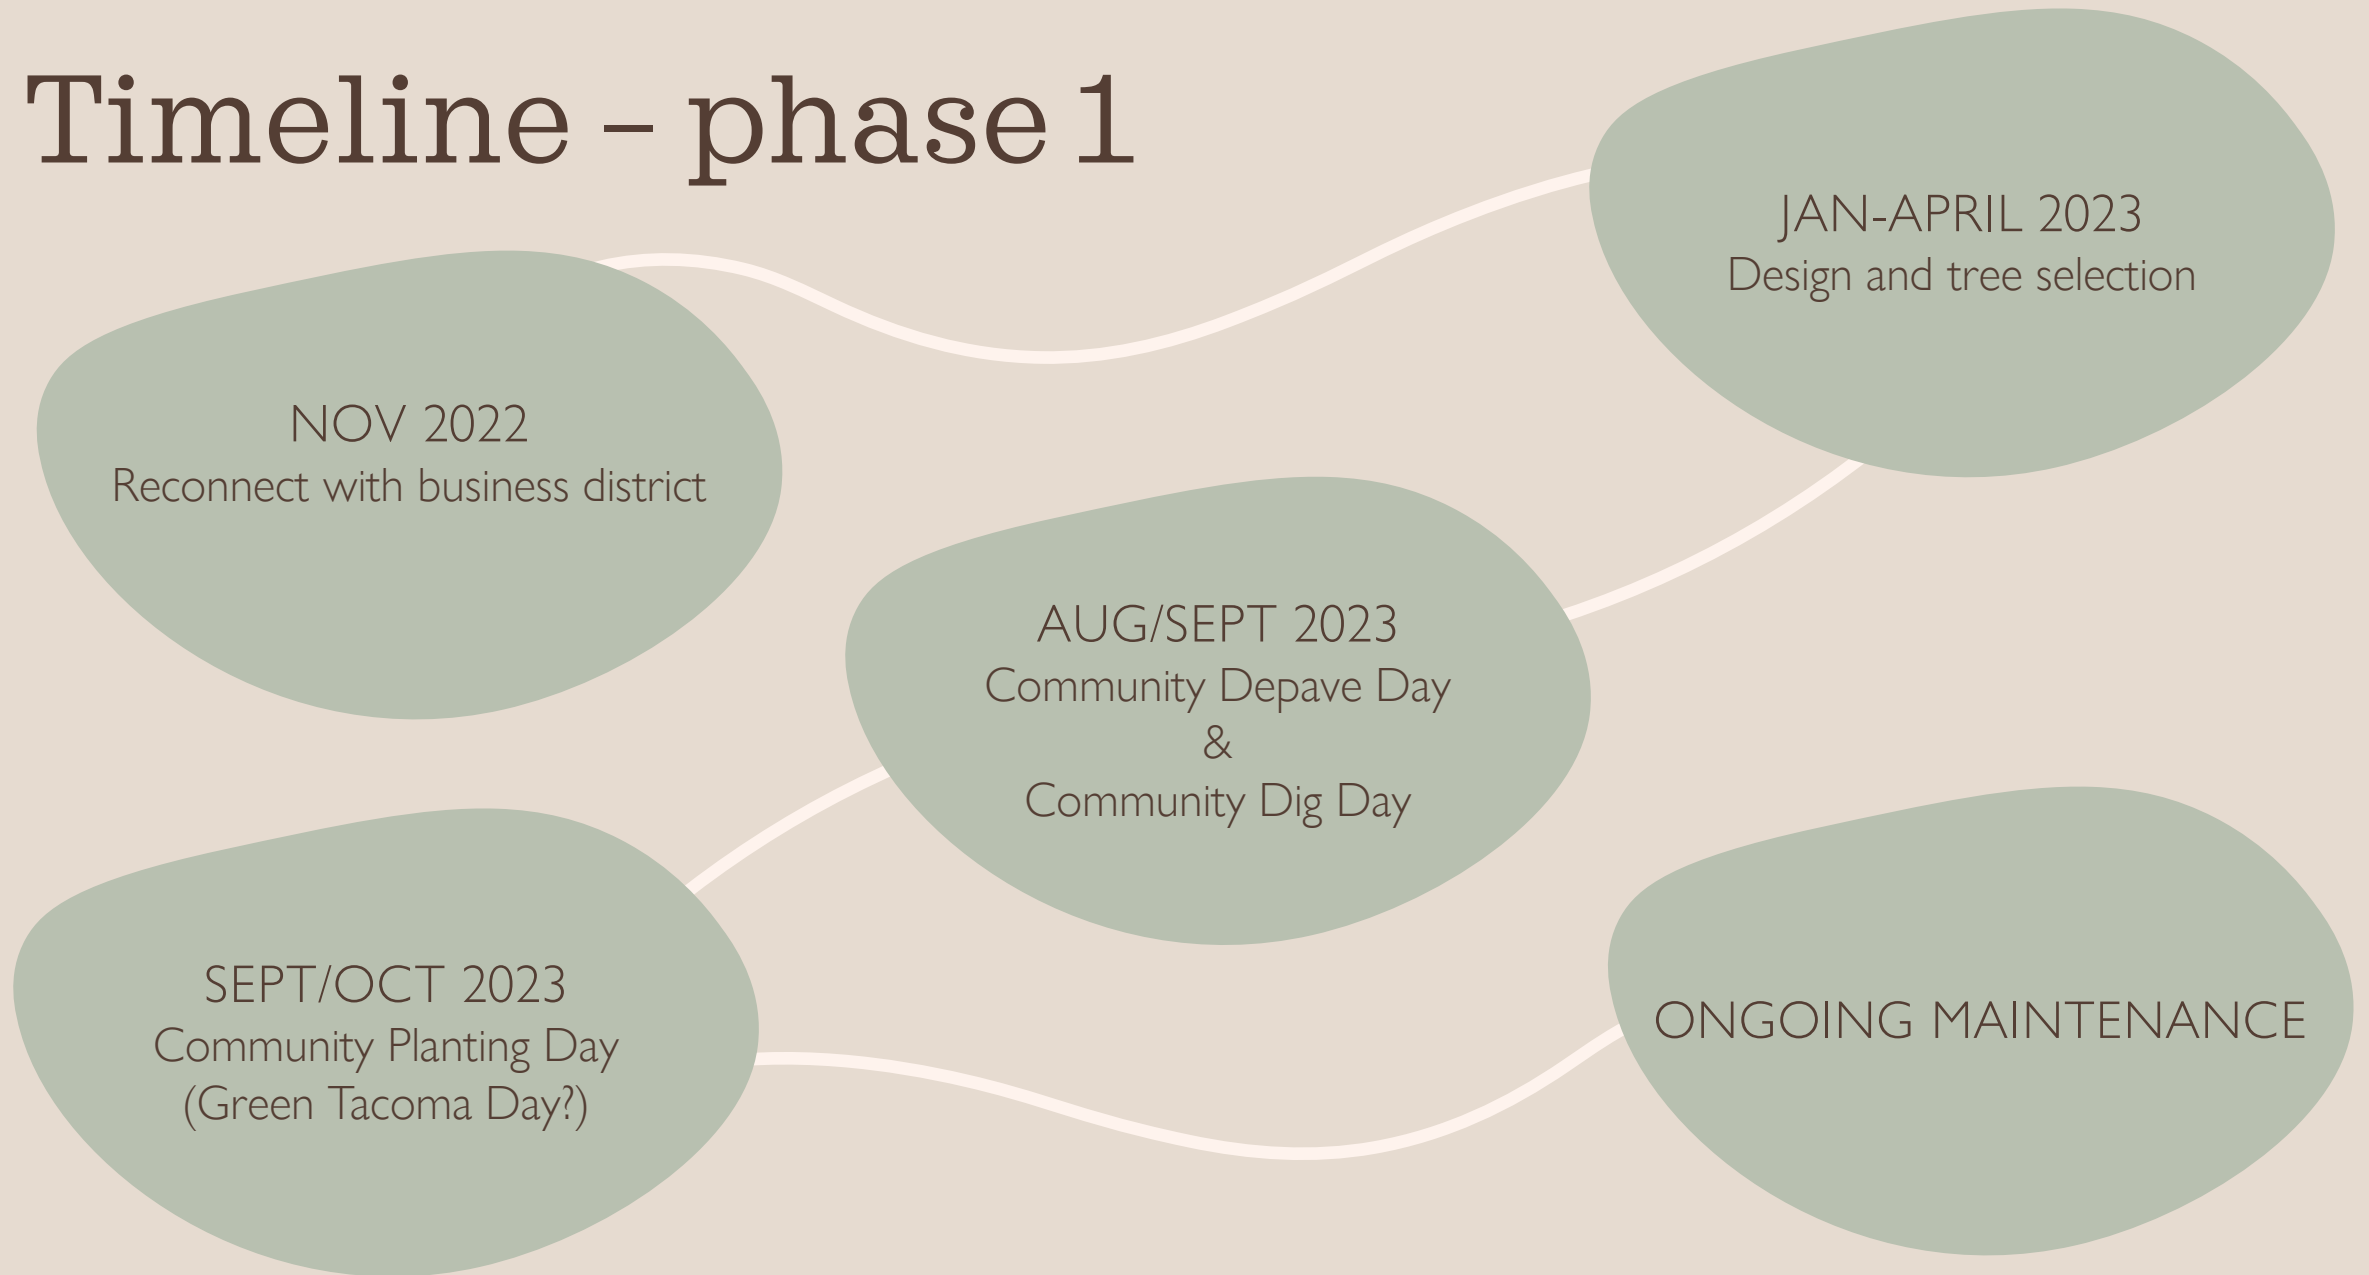 Timeline – phase 1
NOV 2022
Reconnect with business district
JAN-APRIL 2023
Design and tree selection
AUG/SEPT 2023
Community Depave Day
&
Community Dig Day
SEPT/OCT 2023
Community Planting Day
(Green Tacoma Day?)
ONGOING MAINTENANCE